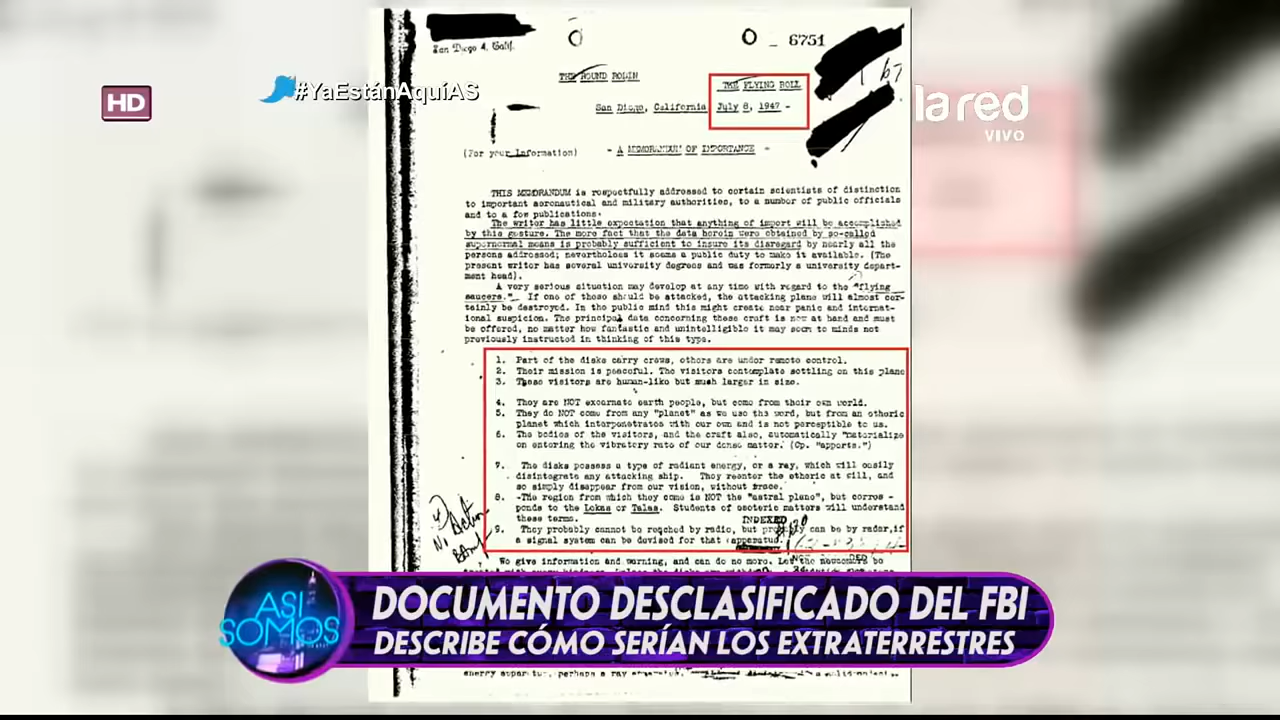 San Diego 4, Calif.
6751
THE ROUND ROBIN
THE FLYING ROLL
HD
#YaEstánAquíAS
la red
VIVO
San Diego, California July 8, 1947 -
(For your Information) - A MEMORANDUM OF IMPORTANCE -
THIS MEMORANDUM is respectfully addressed to certain scientists of distinction
to important aeronautical and military authorities, to a number of public officials
and to a few publications.
The writer has little expectation that anything of import will be accomplished
by this gesture. The more fact that the data herein were obtained by so-called
supernormal means is probably sufficient to insure its disregard by nearly all the
persons addressed; nevertheless it seems a public duty to make it available. (The
present writer has several university degrees and was formerly a university depart-
ment head).
A very serious situation may develop at any time with regard to the "flying
saucers." If one of these should be attacked, the attacking plane will almost cer-
tainly be destroyed. In the public mind this might create near panic and internat-
ional suspicion. The principal data concerning these craft is now at hand and must
be offered, no matter how fantastic and unintelligible it may seem to minds not
previously instructed in thinking of this type.
1. Part of the disks carry crews, others are under remote control.
2. Their mission is peaceful. The visitors contemplate settling on this plane
3. These visitors are human-like but much larger in size.
4. They are NOT excarnate earth people, but come from their own world.
5. They do NOT come from any "planet" as we use the word, but from an etheric
planet which interpenetrates with our own and is not perceptible to us.
6. The bodies of the visitors, and the craft also, automatically "materialize
on entering the vibratory rate of our dense matter. (Cp. "apports.")
7. The disks possess a type of radiant energy, or a ray, which will easily
disintegrate any attacking ship. They reenter the etheric at will, and
so simply disappear from our vision, without trace.
8. -The region from which they come is NOT the "astral plane", but corres -
ponds to the Lokas or Talas. Students of esoteric matters will understand
these terms.
INDEXED
9. They probably cannot be reached by radio, but probably can be by radar, if
a signal system can be devised for that apparatus.
We give information and warning, and can do no more. Let the newcomers be
ASI SOMOS
DOCUMENTO DESCLASIFICADO DEL FBI
DESCRIBE CÓMO SERÍAN LOS EXTRATERRESTRES
energy apparatus, perhaps a ray